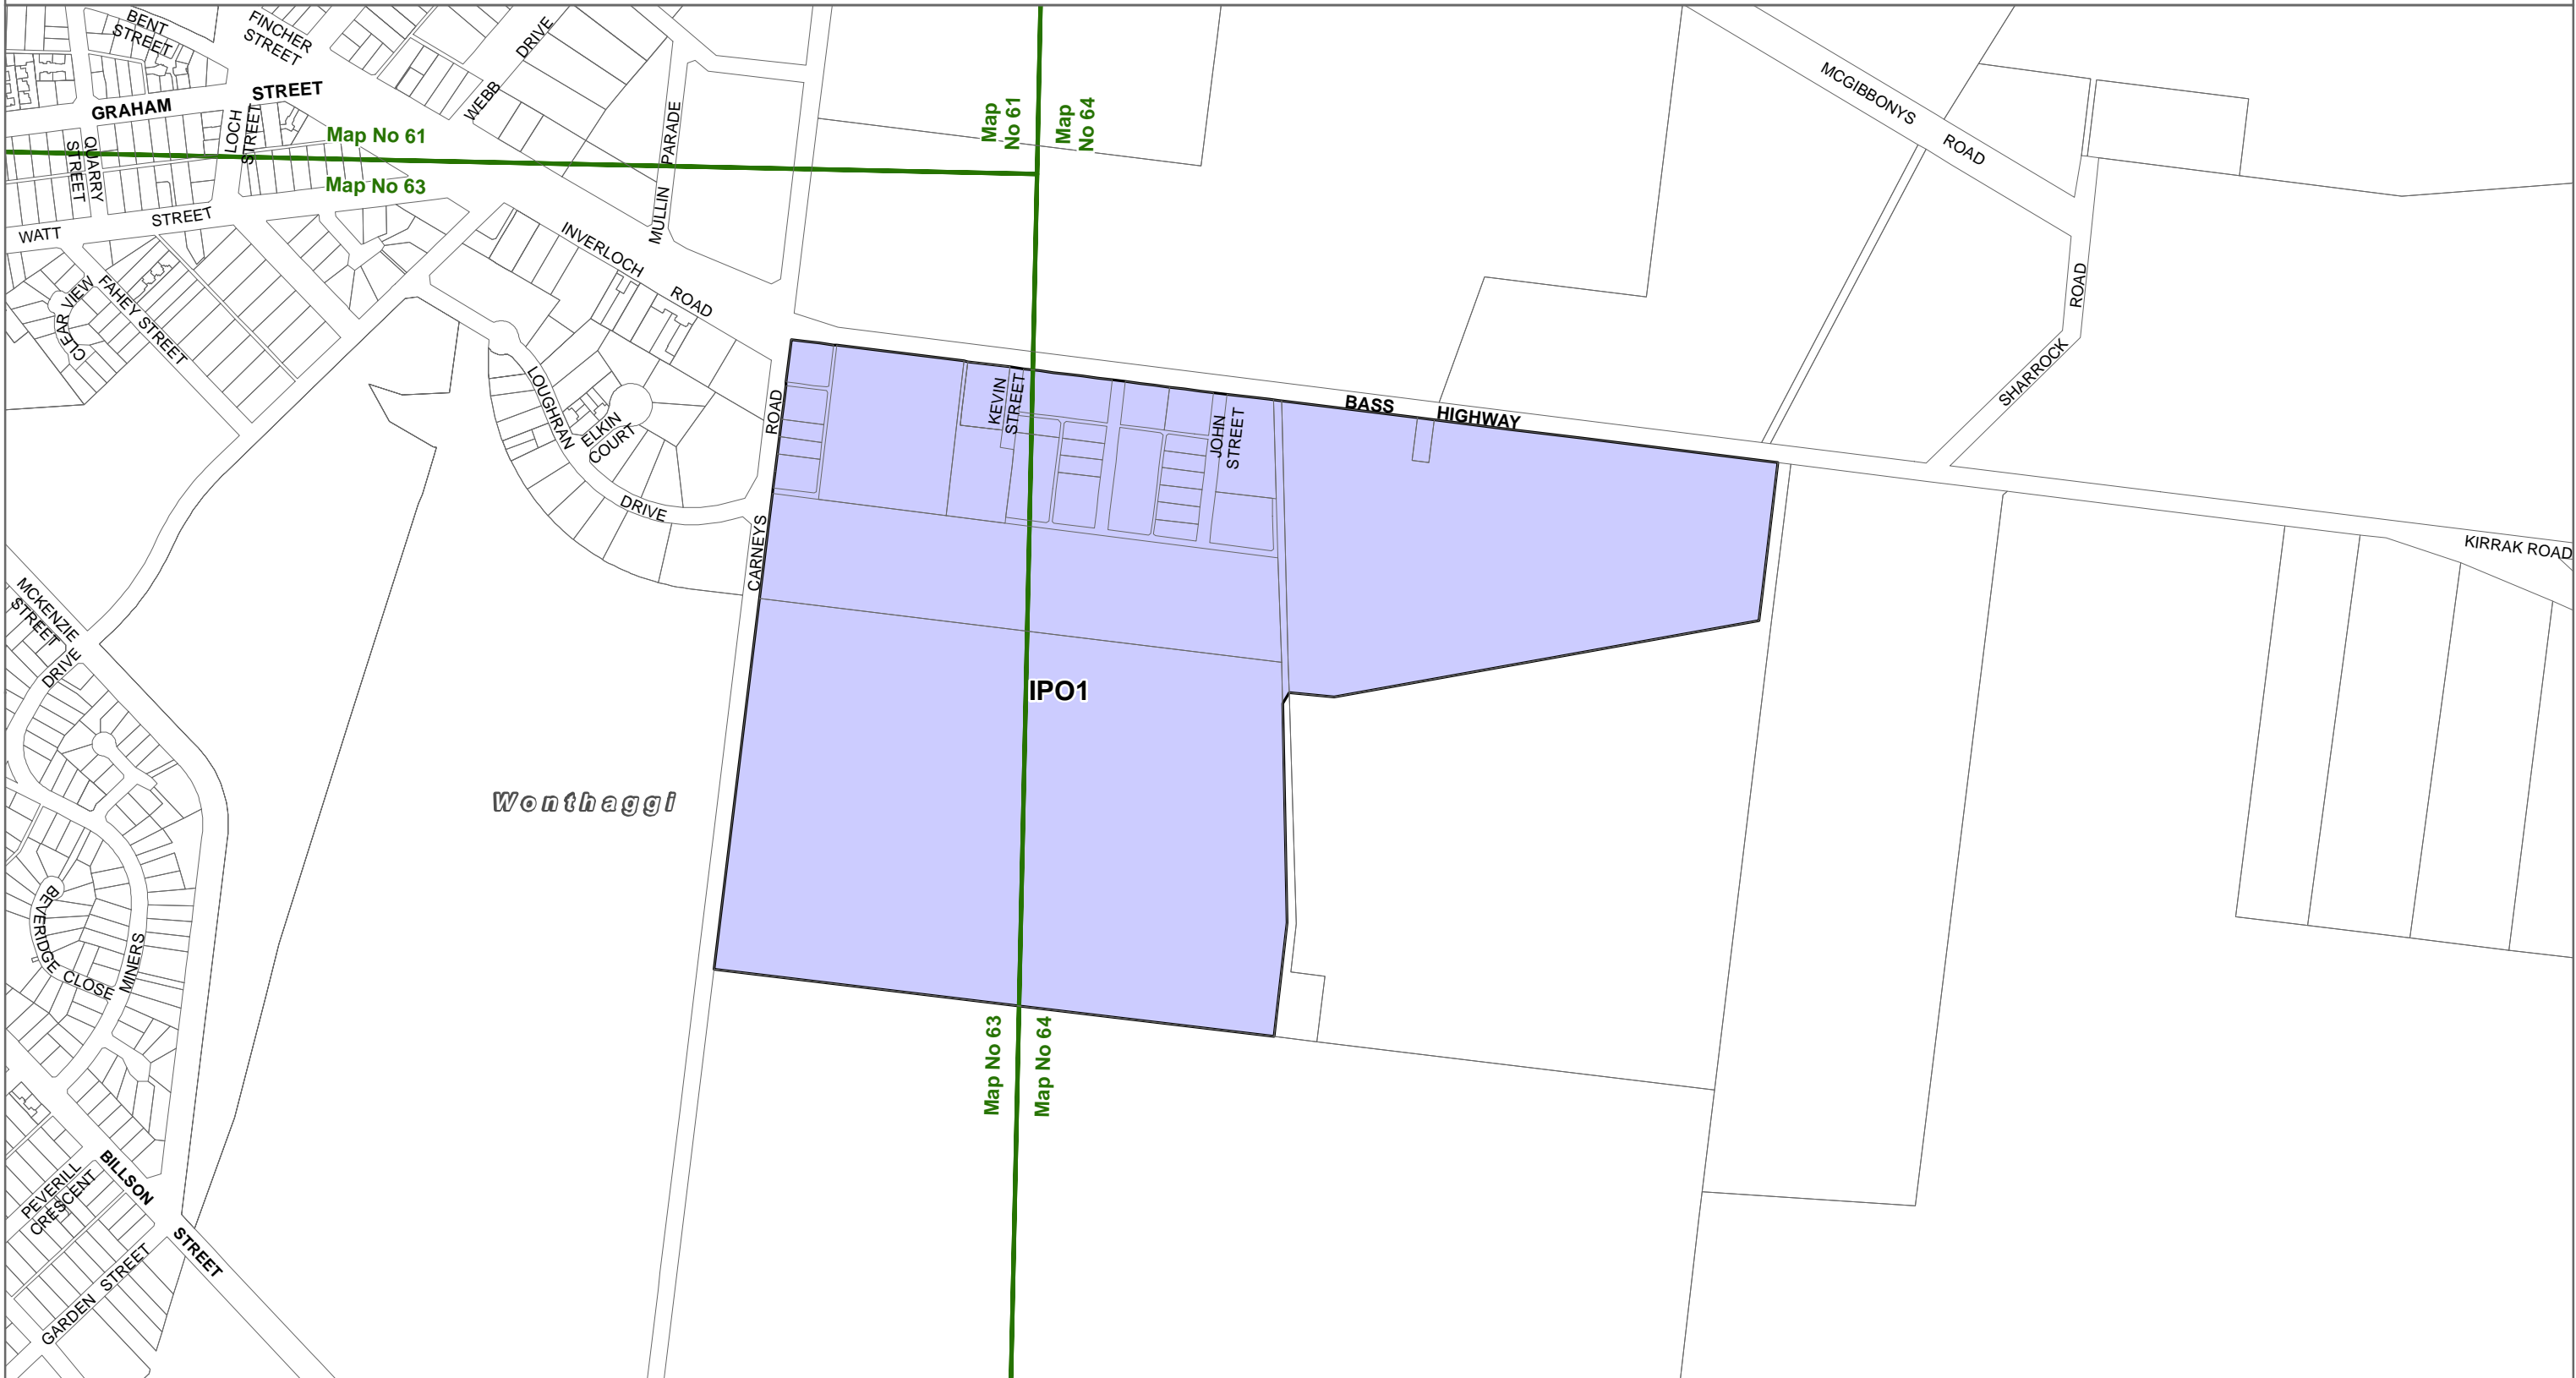 BENT
STREET
FINCHER
STREET
DRIVE
WEBB
GRAHAM
STREET
LOCH
STREET
QUARRY
STREET
Map No 61
Map No 63
WATT
STREET
MULLIN
PARADE
Map
No 61
Map
No 64
MCGIBBONYS
ROAD
INVERLOCH
ROAD
CLEAR
VIEW
FAHEY STREET
LOUGHRAN
DRIVE
ELKIN
COURT
CARNEYS
ROAD
KEVIN
STREET
JOHN
STREET
BASS
HIGHWAY
SHARROCK
ROAD
KIRRAK ROAD
MCKENZIE
STREET
DRIVE
MINERS
IPO1
Wonthaggi
BEVERIDGE
CLOSE
Map No 63
Map No 64
BILLSON
STREET
PEVERILL
CRESCENT
GARDEN
STREET